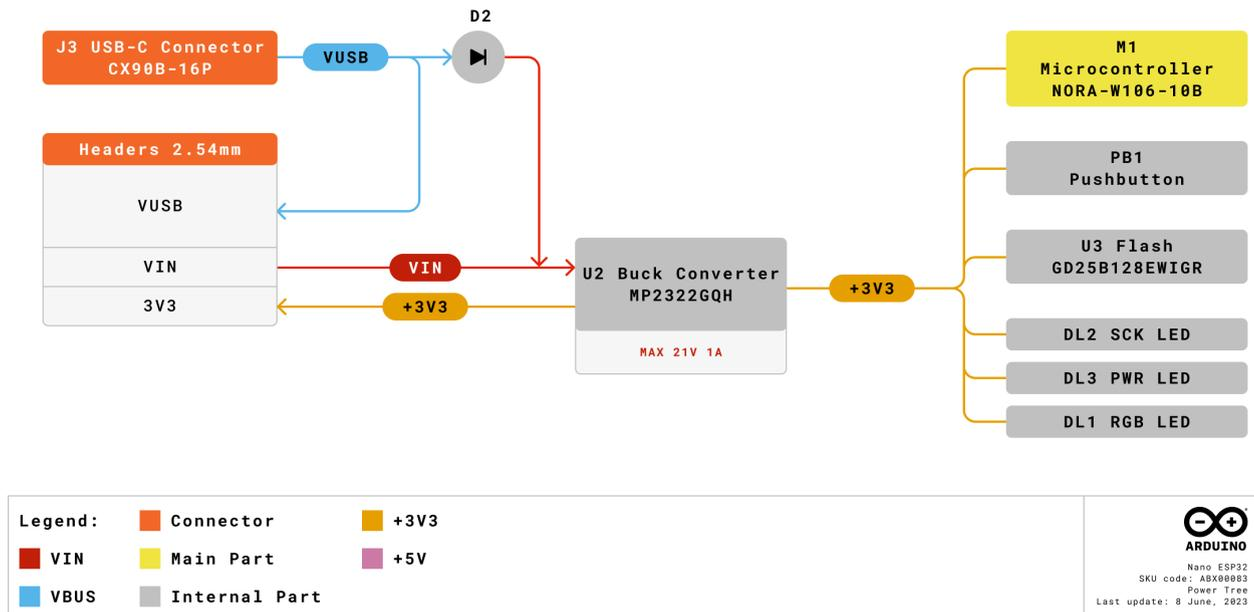 D2
J3 USB-C Connector
CX90B-16P
VUSB
M1
Microcontroller
NORA-W106-10B
Headers 2.54mm
VUSB
VIN
3V3
VIN
+3V3
U2 Buck Converter
MP2322GQH
MAX 21V 1A
+3V3
PB1
Pushbutton
U3 Flash
GD25B128EWIGR
DL2 SCK LED
DL3 PWR LED
DL1 RGB LED
Legend:
Connector
+3V3
VIN
Main Part
+5V
VBUS
Internal Part
ARDUINO
Nano ESP32
SKU code: ABX00083
Power Tree
Last update: 8 June, 2023